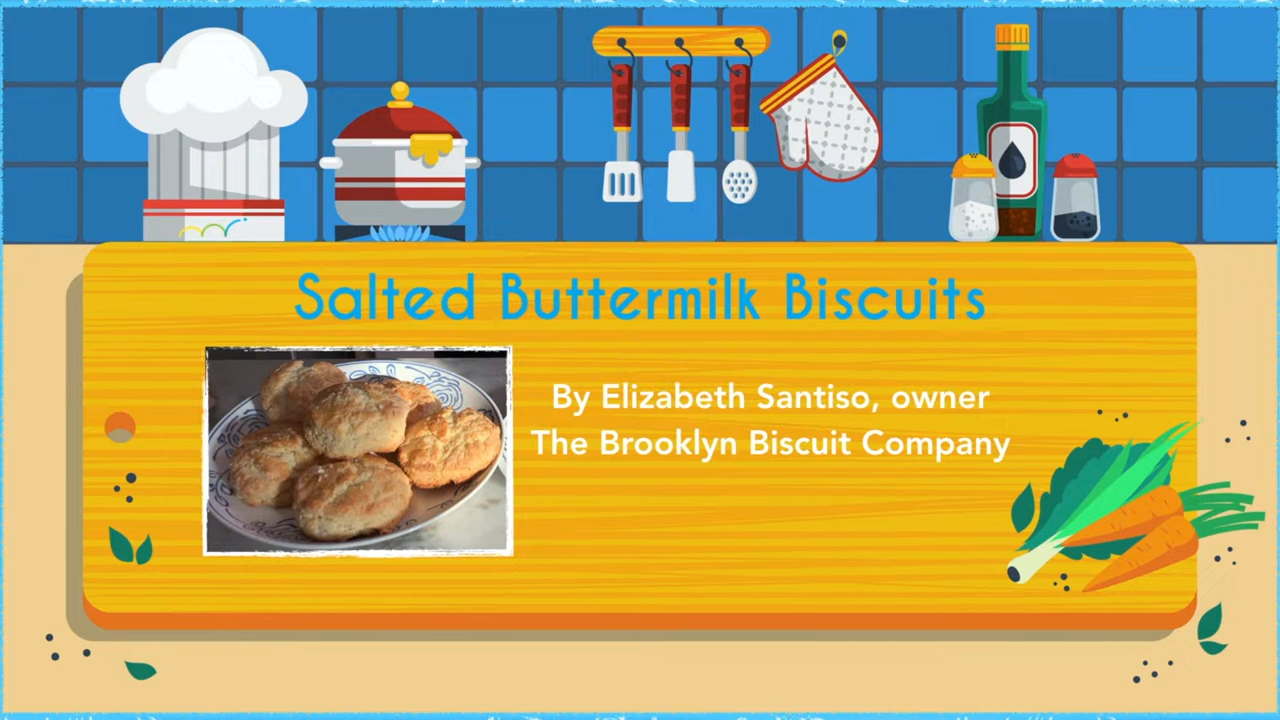 Salted Buttermilk Biscuits
By Elizabeth Santiso, owner
The Brooklyn Biscuit Company